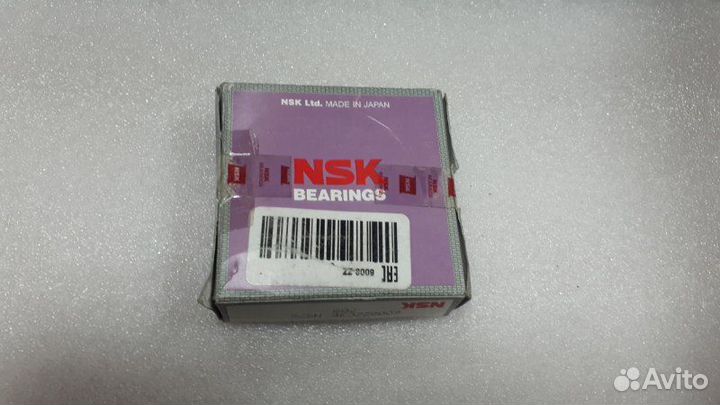 NSK Ltd. MADE IN JAPAN
NSK
BEARINGS
EAC
6008 ZZ
NSK
Avito